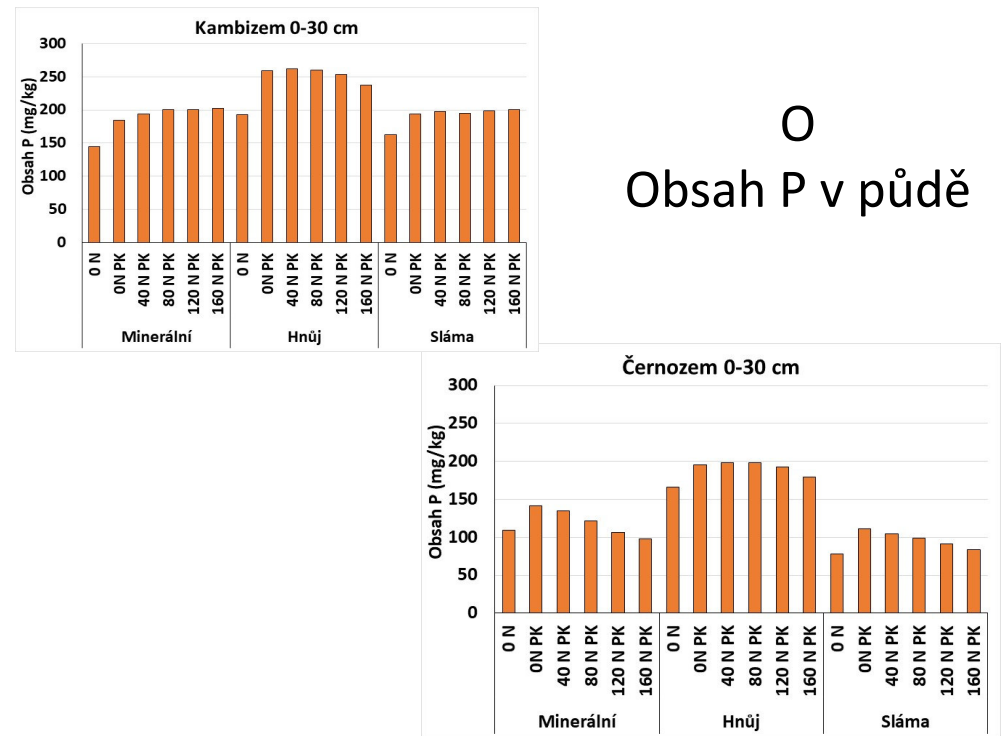 Kambizem 0-30 cm
Obsah P (mg/kg)
300
250
200
150
100
50
0
0 N
0N PK
40 N PK
80 N PK
120 N PK
160 N PK
0 N
0N PK
40 N PK
80 N PK
120 N PK
160 N PK
0 N
0N PK
40 N PK
80 N PK
120 N PK
160 N PK
Minerální
Hnůj
Sláma
O
Obsah P v půdě
Černozem 0-30 cm
Obsah P (mg/kg)
300
250
200
150
100
50
0
0 N
0N PK
40 N PK
80 N PK
120 N PK
160 N PK
0 N
0N PK
40 N PK
80 N PK
120 N PK
160 N PK
0 N
0N PK
40 N PK
80 N PK
120 N PK
160 N PK
Minerální
Hnůj
Sláma